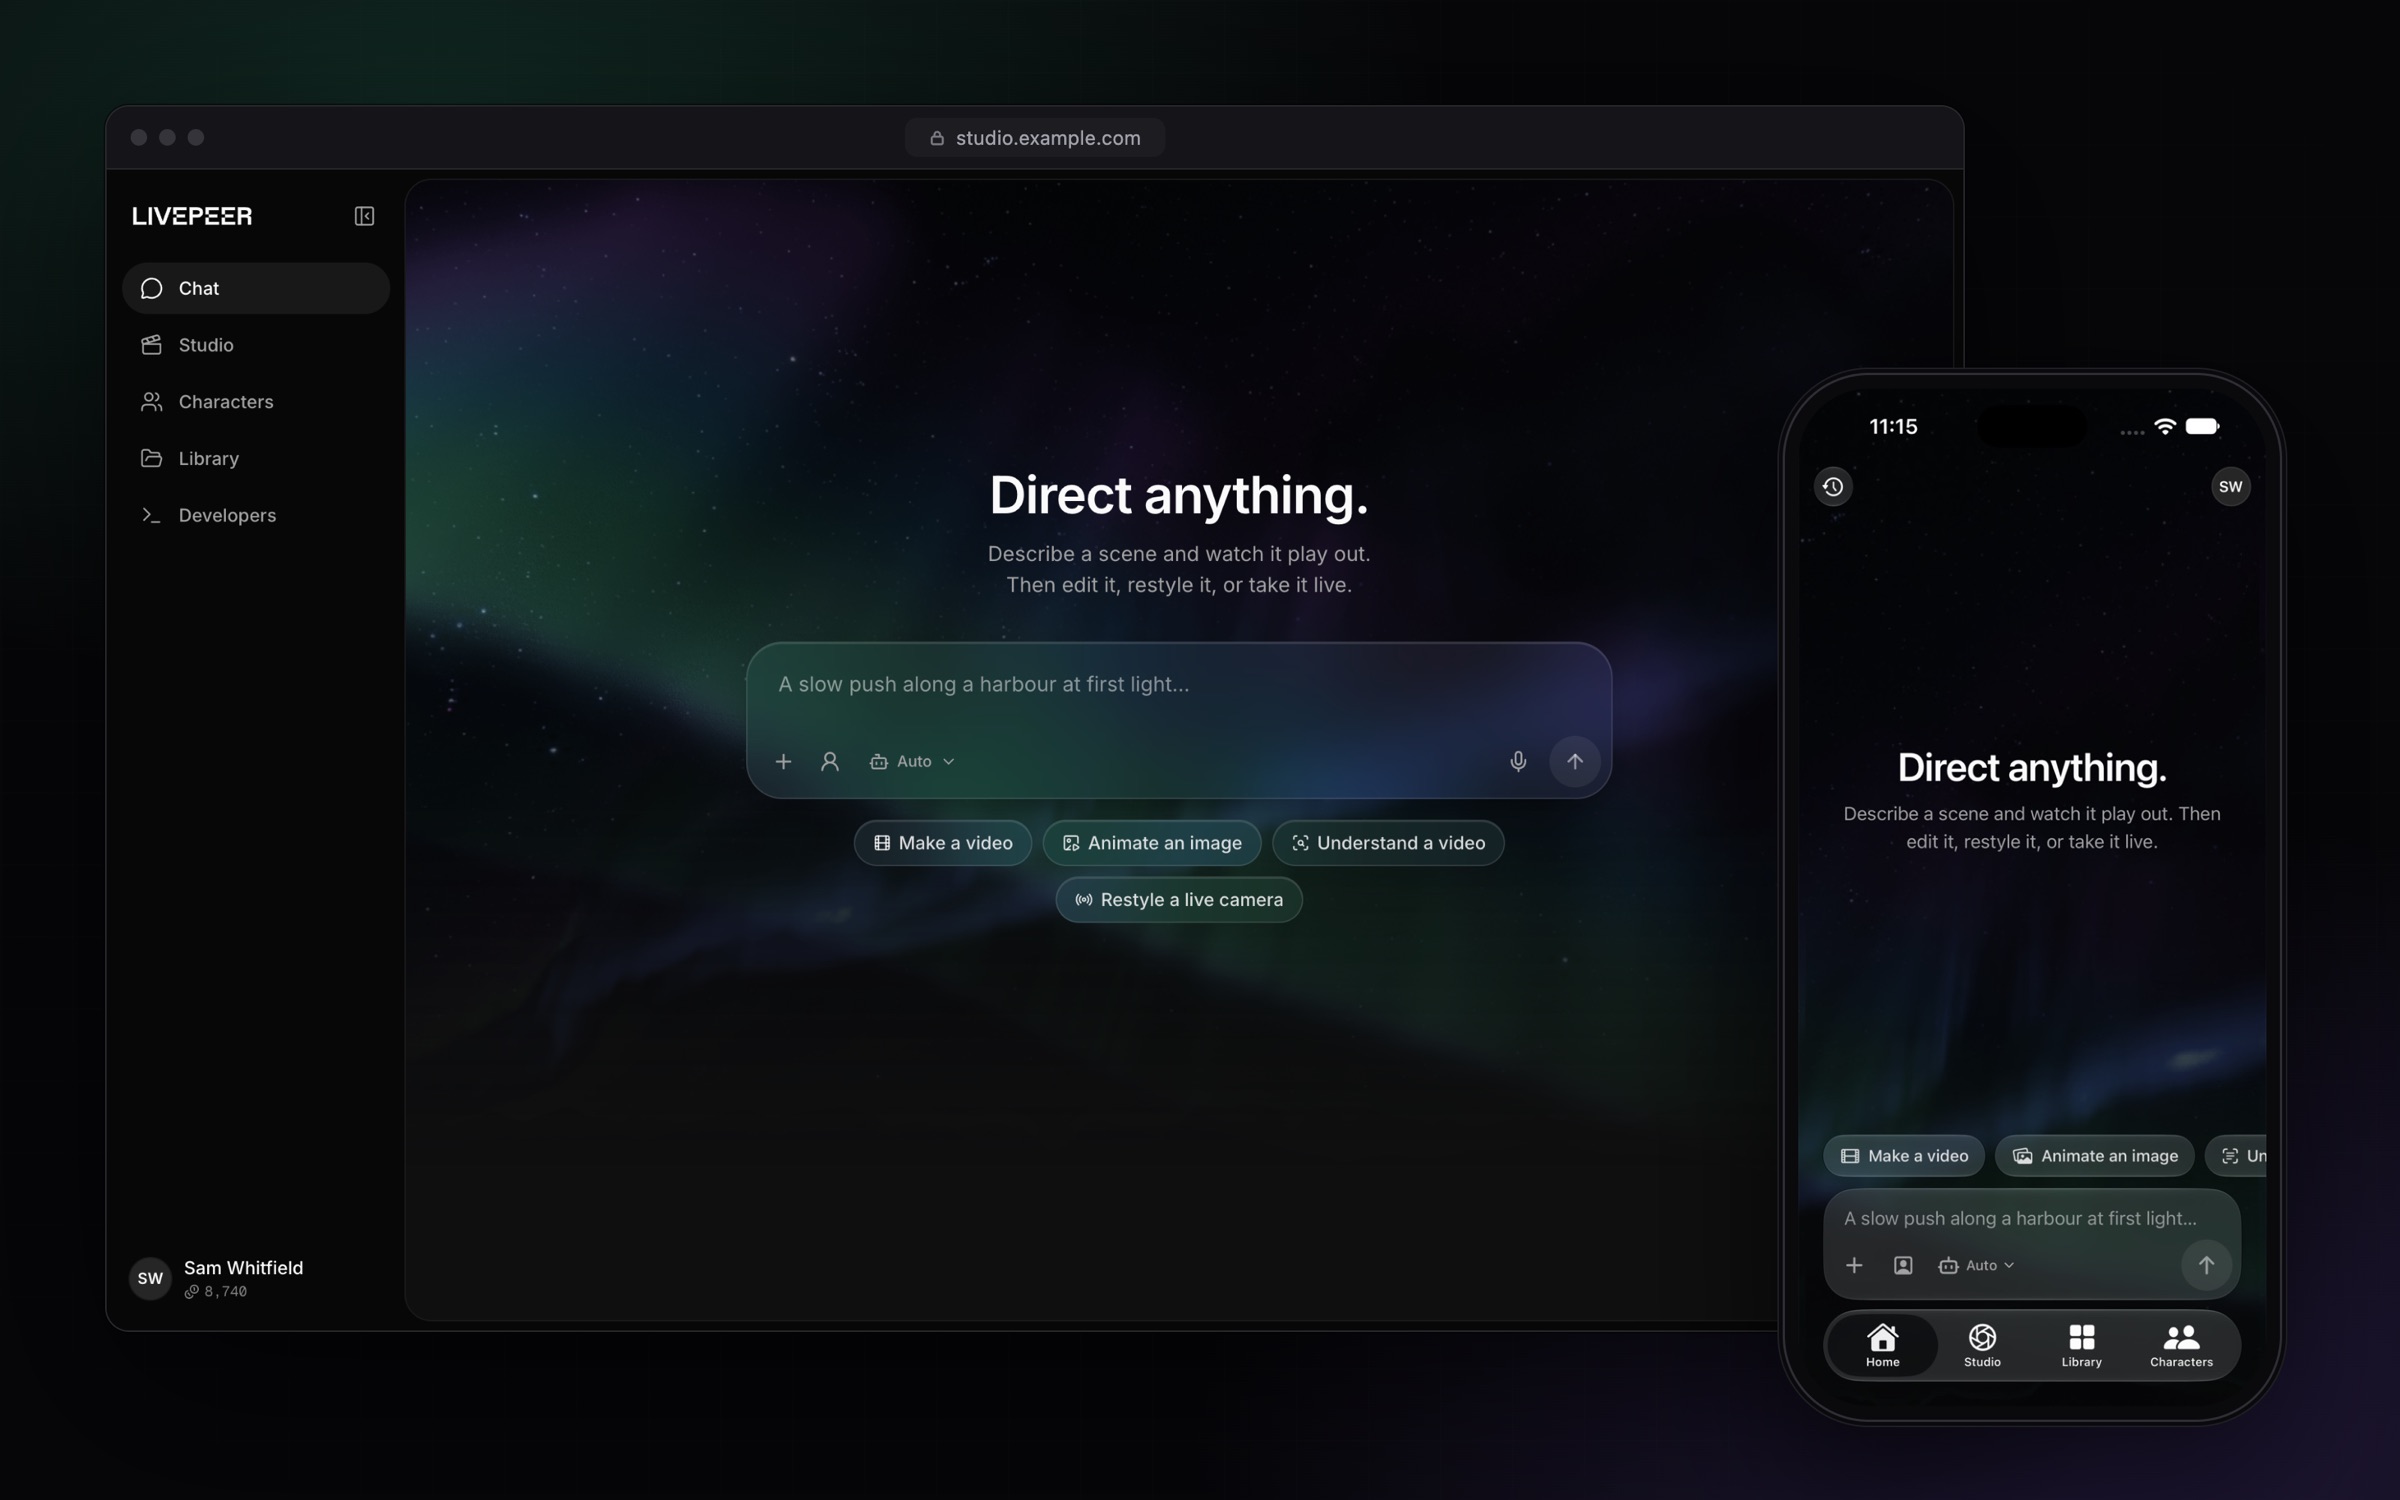 studio.example.com
LIVEPEER
Chat
Studio
Characters
Library
Developers
Direct anything.
Describe a scene and watch it play out.
Then edit it, restyle it, or take it live.
A slow push along a harbour at first light...
Auto
Make a video
Animate an image
Understand a video
Restyle a live camera
SW
Sam Whitfield
8,740
11:15
SW
Direct anything.
Describe a scene and watch it play out. Then
edit it, restyle it, or take it live.
Make a video
Animate an image
Un
A slow push along a harbour at first light...
Auto
Home
Studio
Library
Characters